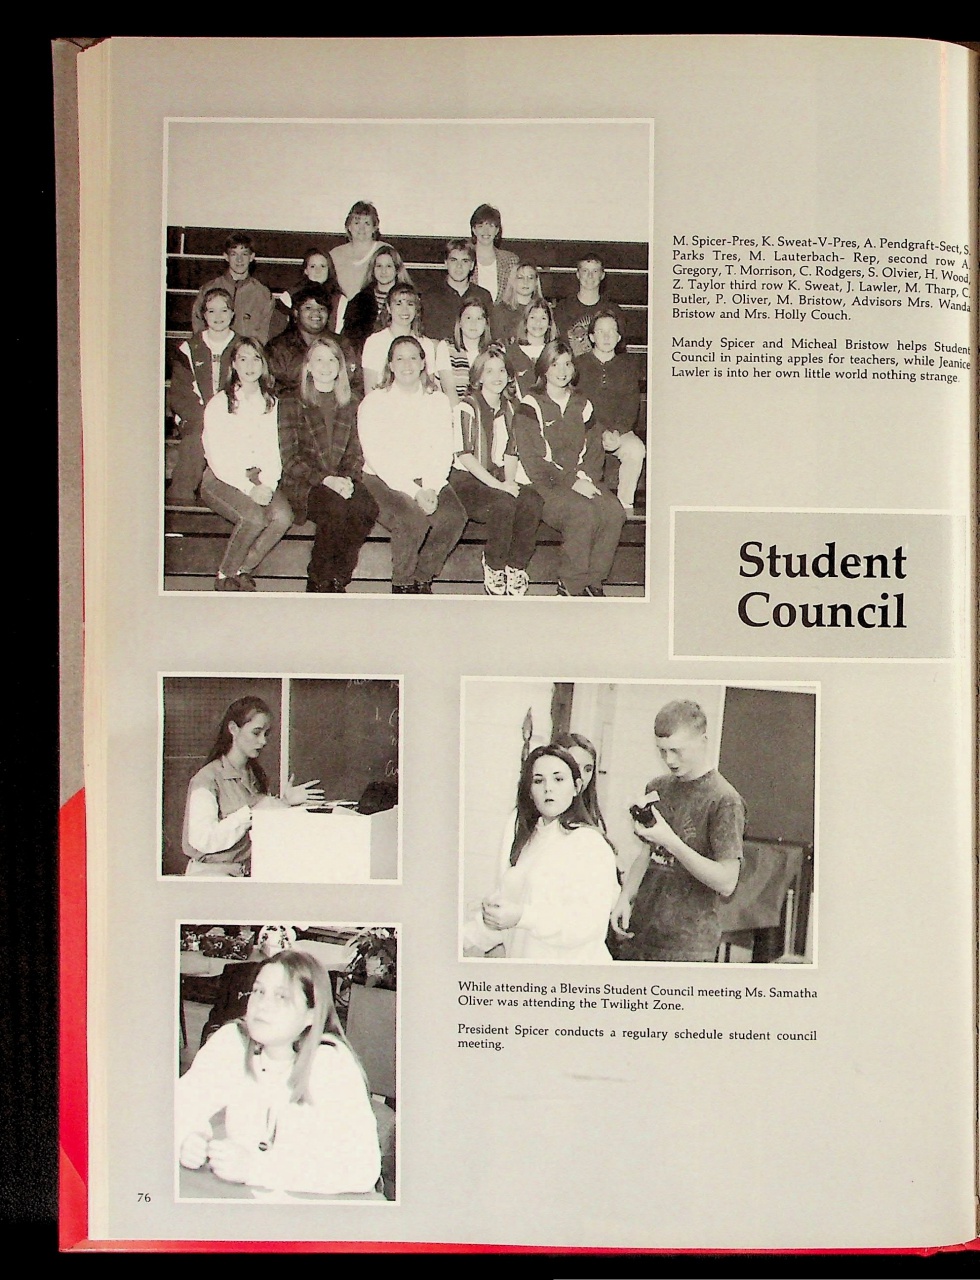 M. Spicer-Pres, K. Sweat-V-Pres, A. Pendgraft-Sect, S.
Parks Tres, M. Lauterbach- Rep, second row A.
Gregory, T. Morrison, C. Rodgers, S. Olvier, H. Wood,
Z. Taylor third row K. Sweat, J. Lawler, M. Tharp, C.
Butler, P. Oliver, M. Bristow, Advisors Mrs. Wanda
Bristow and Mrs. Holly Couch.
Mandy Spicer and Micheal Bristow helps Student
Council in painting apples for teachers, while Jeanice
Lawler is into her own little world nothing strange.
Student
Council
While attending a Blevins Student Council meeting Ms. Samatha
Oliver was attending the Twilight Zone.
President Spicer conducts a regulary schedule student council
meeting.
76